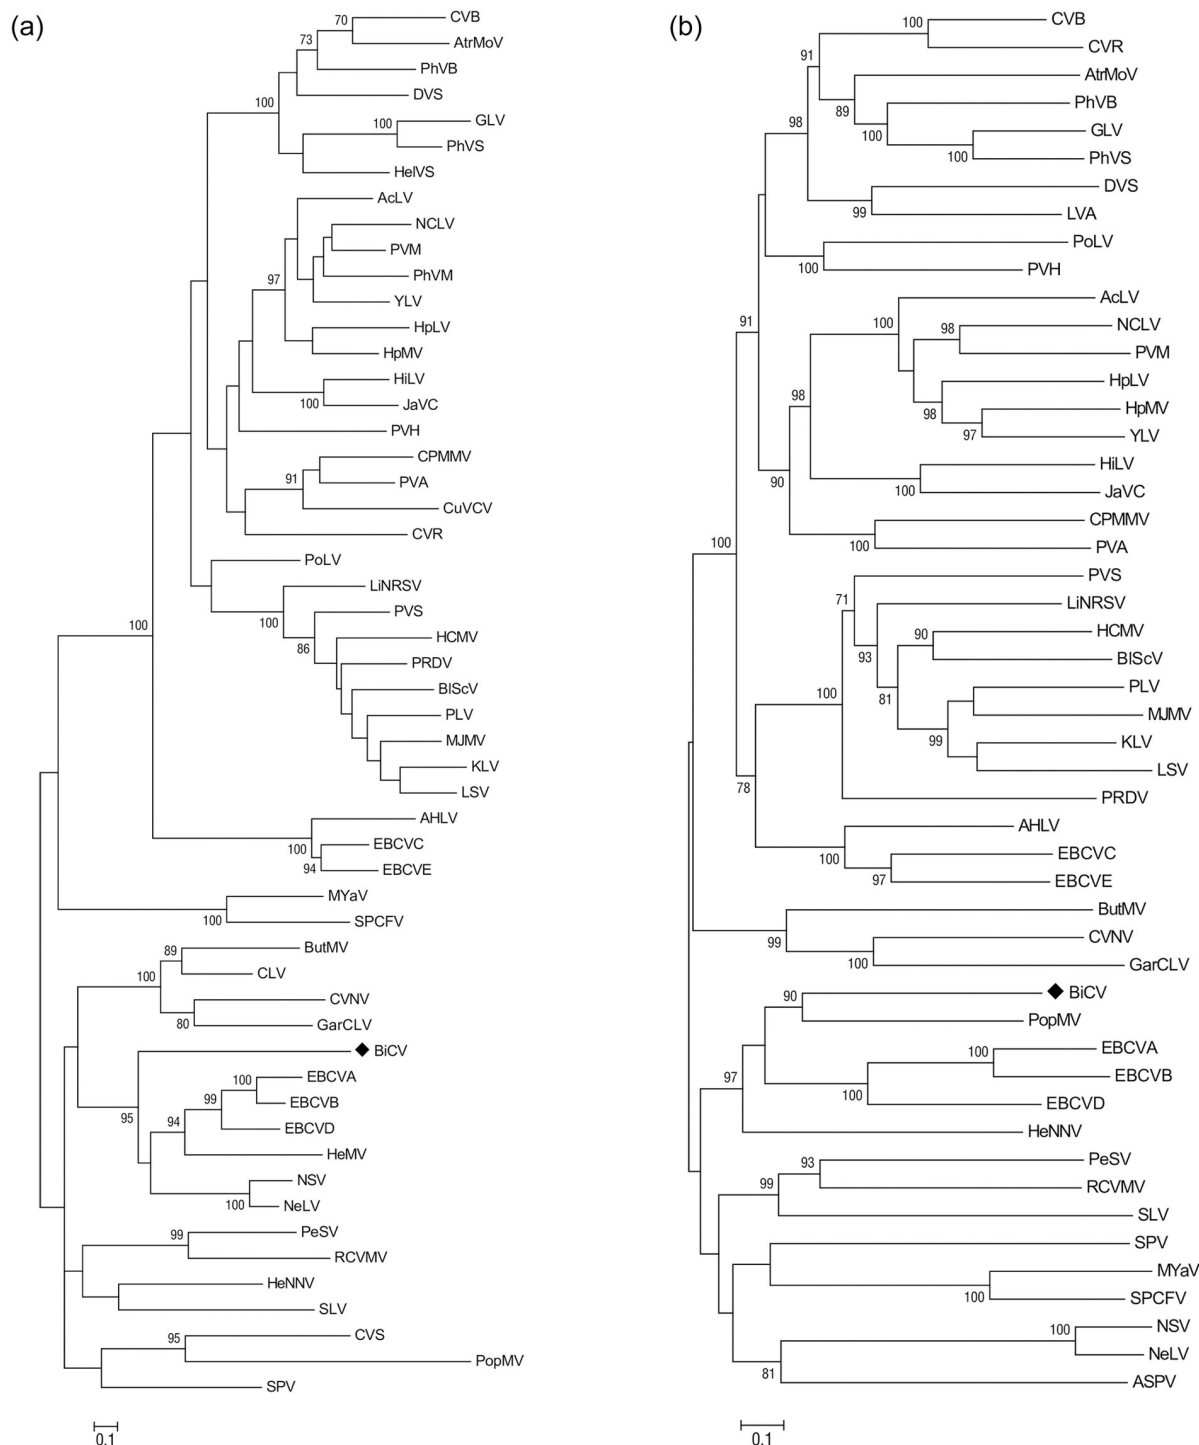 (a)
70
CVB
AtrMoV
73
PhVB
DVS
100
GLV
100
PhVS
HelVS
AcLV
NCLV
PVM
PhVM
97
YLV
HpLV
HpMV
HiLV
100
JaVC
PVH
CPMMV
91
PVA
CuVCV
CVR
PoLV
LiNRSV
100
PVS
86
HCMV
PRDV
BlScV
PLV
MJMV
KLV
LSV
100
AHLV
100
EBCVC
94
EBCVE
MYaV
100
SPCFV
89
ButMV
100
CLV
CVNV
80
GarCLV
◆ BiCV
95
100
EBCVA
99
EBCVB
94
EBCVD
HeMV
NSV
100
NeLV
99
PeSV
RCVMV
HeNNV
SLV
95
CVS
PopMV
SPV
0.1
(b)
100
CVB
CVR
91
AtrMoV
89
PhVB
100
GLV
100
PhVS
98
DVS
99
LVA
PoLV
100
PVH
91
AcLV
100
98
NCLV
PVM
HpLV
98
HpMV
97
YLV
98
HiLV
100
JaVC
90
CPMMV
100
PVA
100
PVS
71
LiNRSV
93
90
HCMV
BlScV
81
PLV
MJMV
99
KLV
LSV
100
PRDV
78
AHLV
100
EBCVC
97
EBCVE
ButMV
99
CVNV
100
GarCLV
90
◆ BiCV
PopMV
100
EBCVA
EBCVB
100
EBCVD
97
HeNNV
93
PeSV
99
RCVMV
SLV
SPV
MYaV
100
SPCFV
100
NSV
NeLV
81
ASPV
0.1